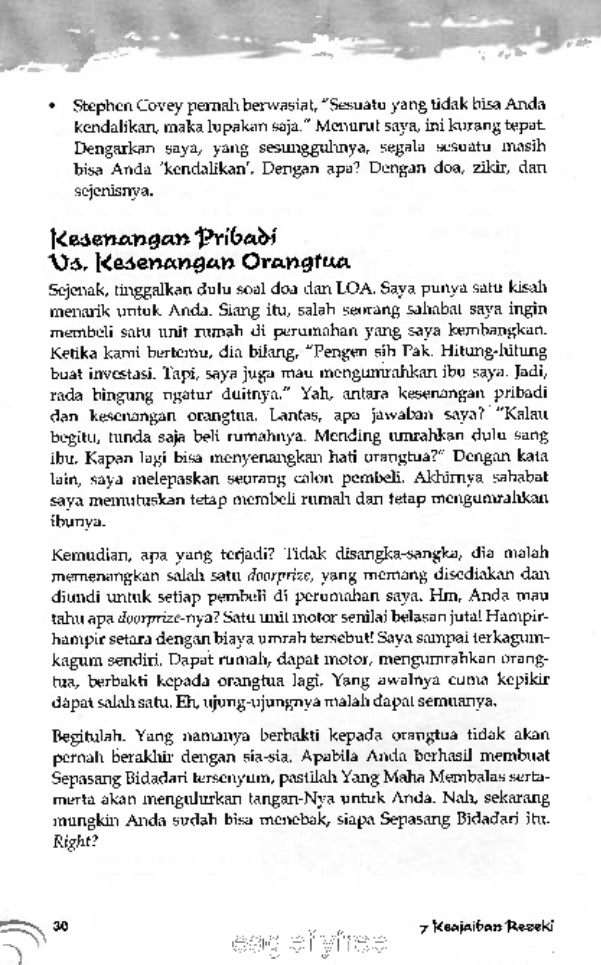 • Stephen Covey pernah berwasiat, "Sesuatu yang tidak bisa Anda
kendalikan, maka lupakan saja." Menurut saya, ini kurang tepat.
Dengarkan saya, yang sesungguhnya, segala sesuatu masih
bisa Anda 'kendalikan'. Dengan apa? Dengan doa, zikir, dan
sejenisnya.
Kesenangan Pribadi
Vs. Kesenangan Orangtua
Sejenak, tinggalkan dulu soal doa dan LOA. Saya punya satu kisah
menarik untuk Anda. Siang itu, salah seorang sahabat saya ingin
membeli satu unit rumah di perumahan yang saya kembangkan.
Ketika kami bertemu, dia bilang, "Pengen sih Pak. Hitung-hitung
buat investasi. Tapi, saya juga mau mengumrahkan ibu saya. Jadi,
rada bingung ngatur duitnya." Yah, antara kesenangan pribadi
dan kesenangan orangtua. Lantas, apa jawaban saya? "Kalau
begitu, tunda saja beli rumahnya. Mending umrahkan dulu sang
ibu. Kapan lagi bisa menyenangkan hati orangtua?" Dengan kata
lain, saya melepaskan seorang calon pembeli. Akhirnya sahabat
saya memutuskan tetap membeli rumah dan tetap mengumrahkan
ibunya.
Kemudian, apa yang terjadi? Tidak disangka-sangka, dia malah
memenangkan salah satu doorprize, yang memang disediakan dan
diundi untuk setiap pembeli di perumahan saya. Hm, Anda mau
tahu apa doorprize-nya? Satu unit motor senilai belasan juta! Hampir-
hampir setara dengan biaya umrah tersebut! Saya sampai terkagum-
kagum sendiri. Dapat rumah, dapat motor, mengumrahkan orang-
tua, berbakti kepada orangtua lagi. Yang awalnya cuma kepikir
dapat salah satu. Eh, ujung-ujungnya malah dapat semuanya.
Begitulah. Yang namanya berbakti kepada orangtua tidak akan
pernah berakhir dengan sia-sia. Apabila Anda berhasil membuat
Sepasang Bidadari tersenyum, pastilah Yang Maha Membalas serta-
merta akan mengulurkan tangan-Nya untuk Anda. Nah, sekarang
mungkin Anda sudah bisa menebak, siapa Sepasang Bidadari itu.
Right?
30
7 Keajaiban Rezeki